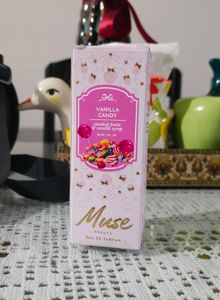 VANILLA
CANDY
candied fruits
& vanilla syrup
Muse
BEAUTY
EAU DE PARFUM